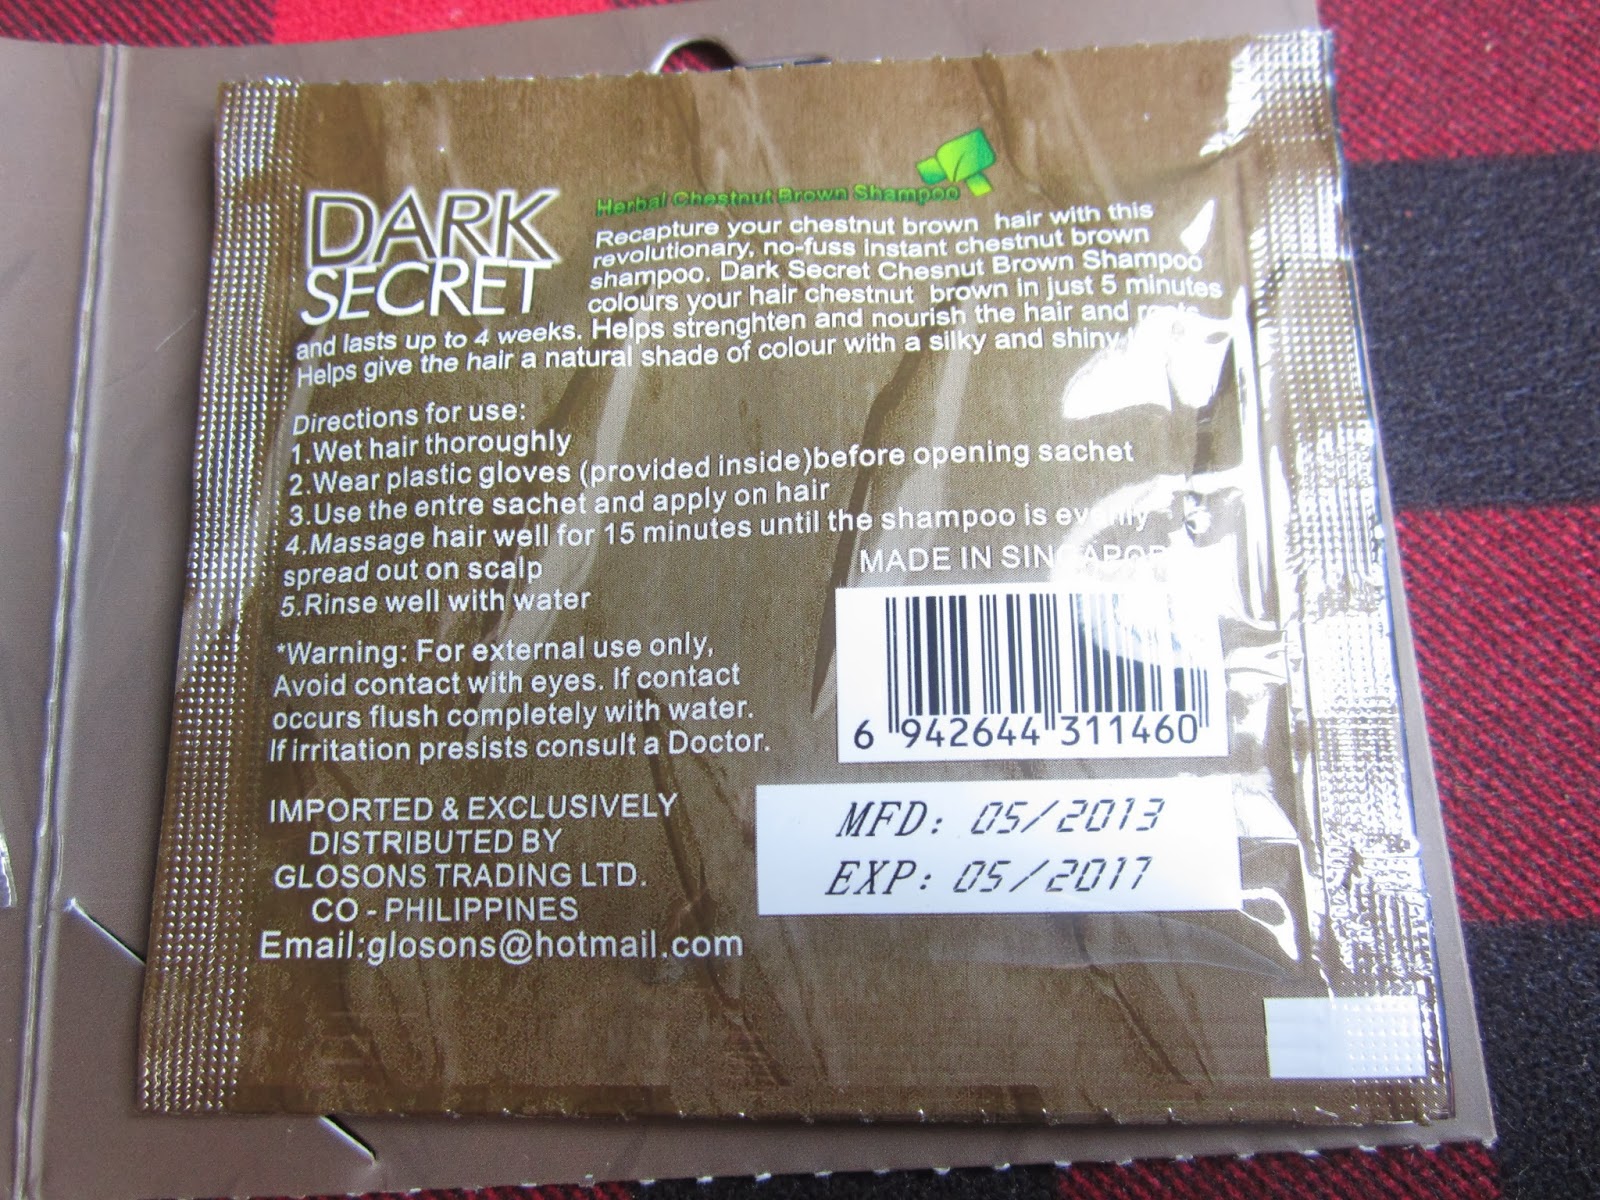 DARK
SECRET
Herbal Chestnut Brown Shampoo
Recapture your chestnut brown hair with this
revolutionary, no-fuss instant chestnut brown
shampoo. Dark Secret Chesnut Brown Shampoo
colours your hair chestnut brown in just 5 minutes
and lasts up to 4 weeks. Helps strenghten and nourish the hair and roots
Helps give the hair a natural shade of colour with a silky and shiny
Directions for use:
1.Wet hair thoroughly
2.Wear plastic gloves (provided inside)before opening sachet
3.Use the entre sachet and apply on hair
4.Massage hair well for 15 minutes until the shampoo is evenly
spread out on scalp
5.Rinse well with water
MADE IN SINGAPORE
*Warning: For external use only,
Avoid contact with eyes. If contact
occurs flush completely with water.
If irritation presists consult a Doctor.
6 942644 311460
MFD: 05/2013
EXP: 05/2017
IMPORTED & EXCLUSIVELY
DISTRIBUTED BY
GLOSONS TRADING LTD.
CO - PHILIPPINES
Email:glosons@hotmail.com